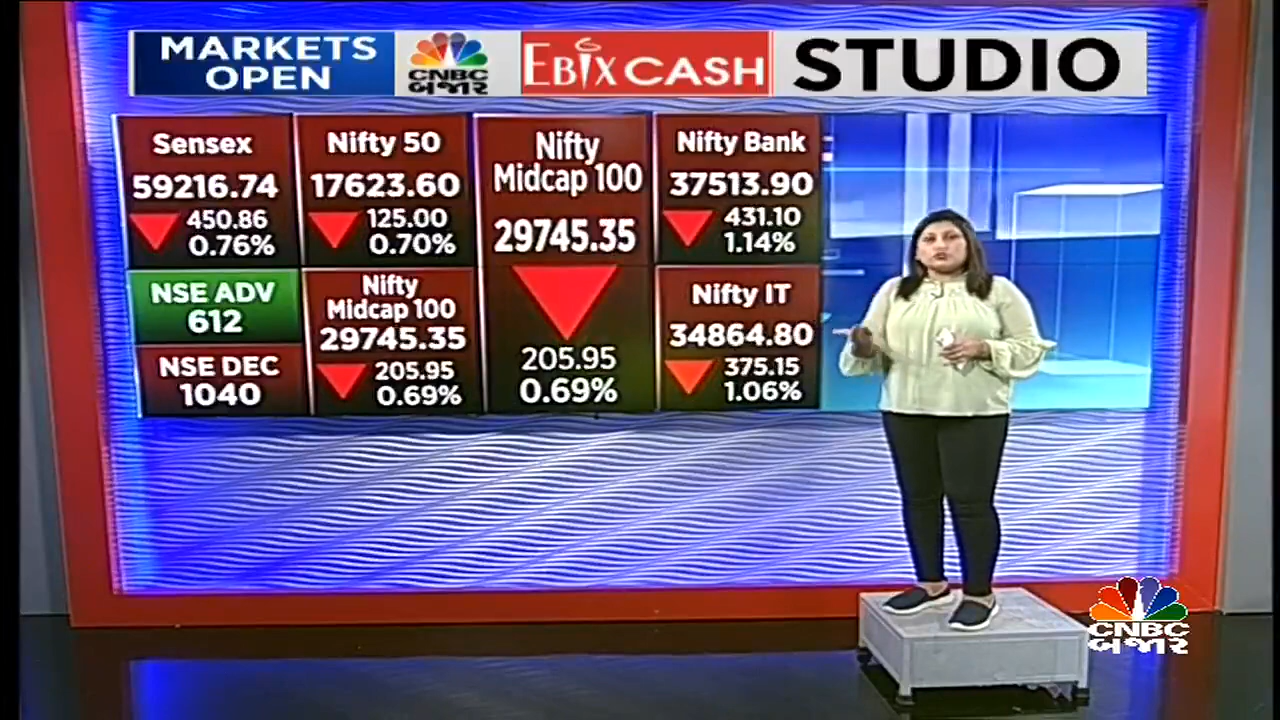 MARKETS
OPEN
CNBC
બજાર
EBIXCASH
STUDIO
Sensex
59216.74
450.86
0.76%
Nifty 50
17623.60
125.00
0.70%
Nifty
Midcap 100
29745.35
205.95
0.69%
Nifty Bank
37513.90
431.10
1.14%
NSE ADV
612
NSE DEC
1040
Nifty
Midcap 100
29745.35
205.95
0.69%
Nifty IT
34864.80
375.15
1.06%
CNBC
બજાર